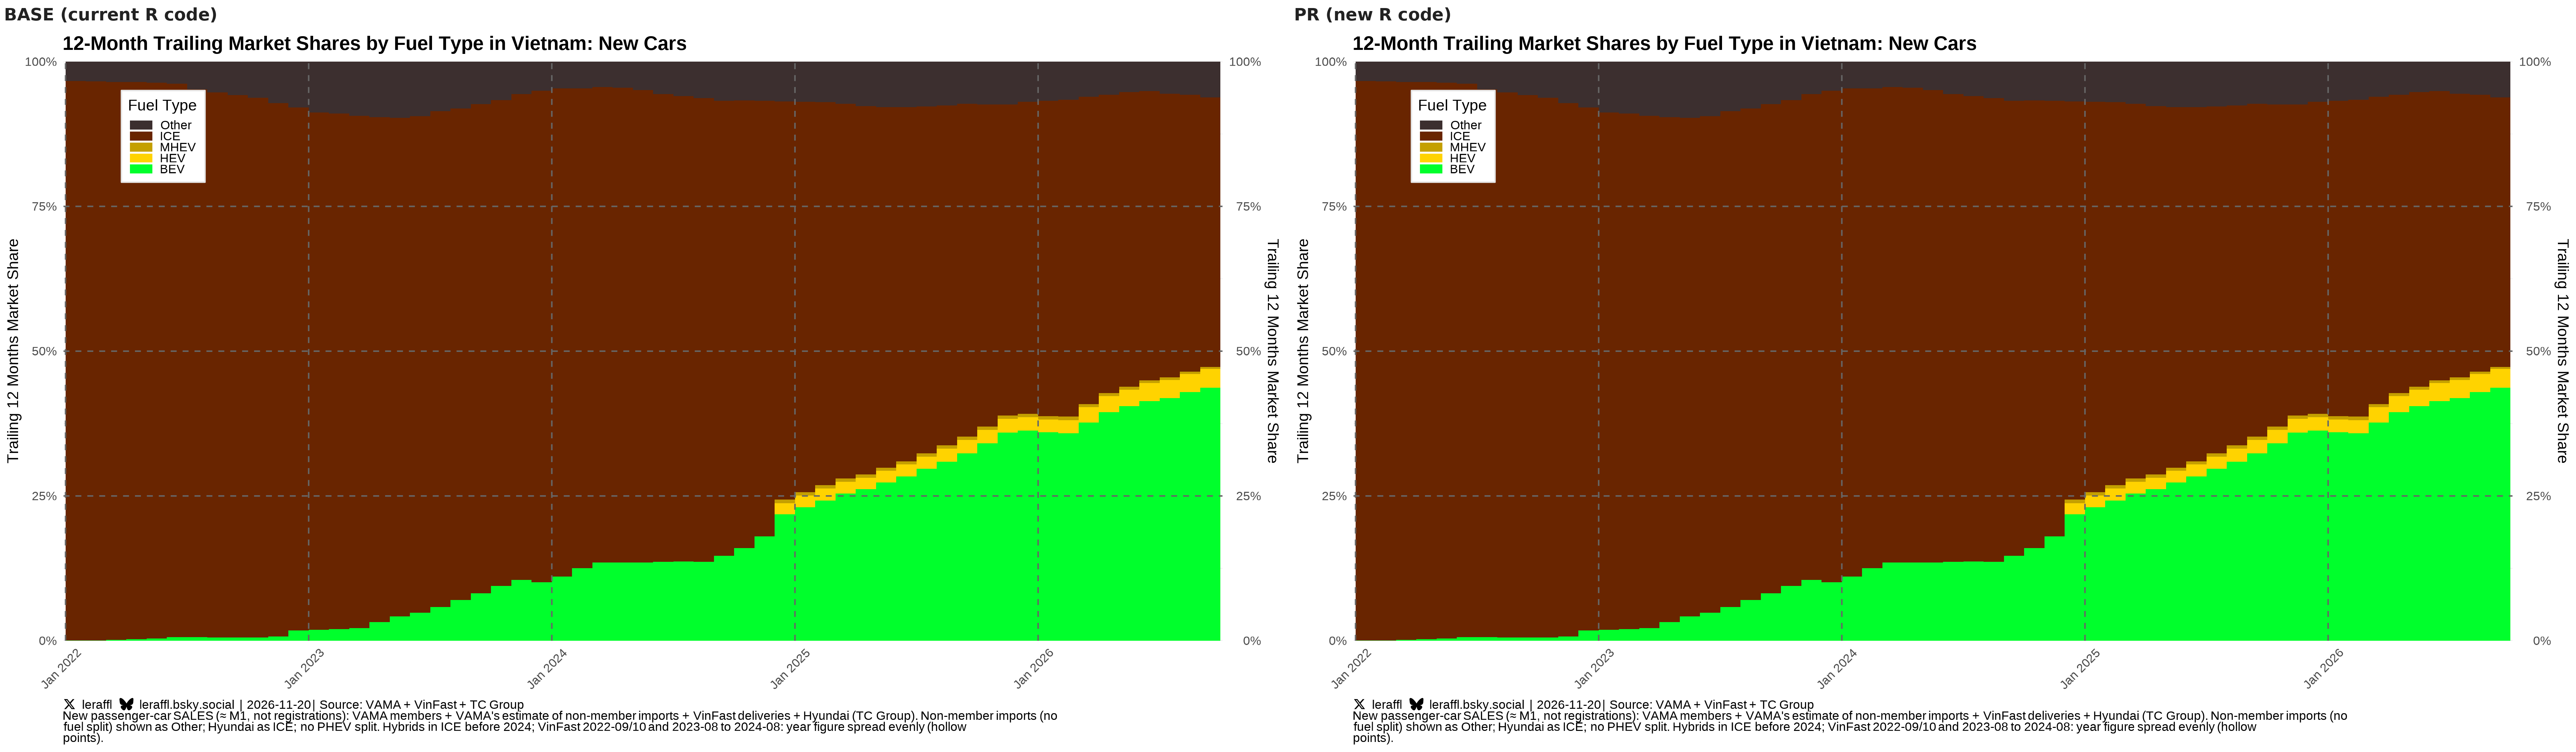 BASE (current R code)
12-Month Trailing Market Shares by Fuel Type in Vietnam: New Cars
100%
75%
50%
25%
0%
Trailing 12 Months Market Share
Fuel Type
Other
ICE
MHEV
HEV
BEV
100%
75%
50%
25%
0%
Trailing 12 Months Market Share
Jan 2022
Jan 2023
Jan 2024
Jan 2025
Jan 2026
leraffl leraffl.bsky.social | 2026-11-20| Source: VAMA + VinFast + TC Group
New passenger-car SALES (≈ M1, not registrations): VAMA members + VAMA's estimate of non-member imports + VinFast deliveries + Hyundai (TC Group). Non-member imports (no
fuel split) shown as Other; Hyundai as ICE; no PHEV split. Hybrids in ICE before 2024; VinFast 2022-09/10 and 2023-08 to 2024-08: year figure spread evenly (hollow
points).
PR (new R code)
12-Month Trailing Market Shares by Fuel Type in Vietnam: New Cars
100%
75%
50%
25%
0%
Trailing 12 Months Market Share
Fuel Type
Other
ICE
MHEV
HEV
BEV
100%
75%
50%
25%
0%
Trailing 12 Months Market Share
Jan 2022
Jan 2023
Jan 2024
Jan 2025
Jan 2026
leraffl leraffl.bsky.social | 2026-11-20| Source: VAMA + VinFast + TC Group
New passenger-car SALES (≈ M1, not registrations): VAMA members + VAMA's estimate of non-member imports + VinFast deliveries + Hyundai (TC Group). Non-member imports (no
fuel split) shown as Other; Hyundai as ICE; no PHEV split. Hybrids in ICE before 2024; VinFast 2022-09/10 and 2023-08 to 2024-08: year figure spread evenly (hollow
points).